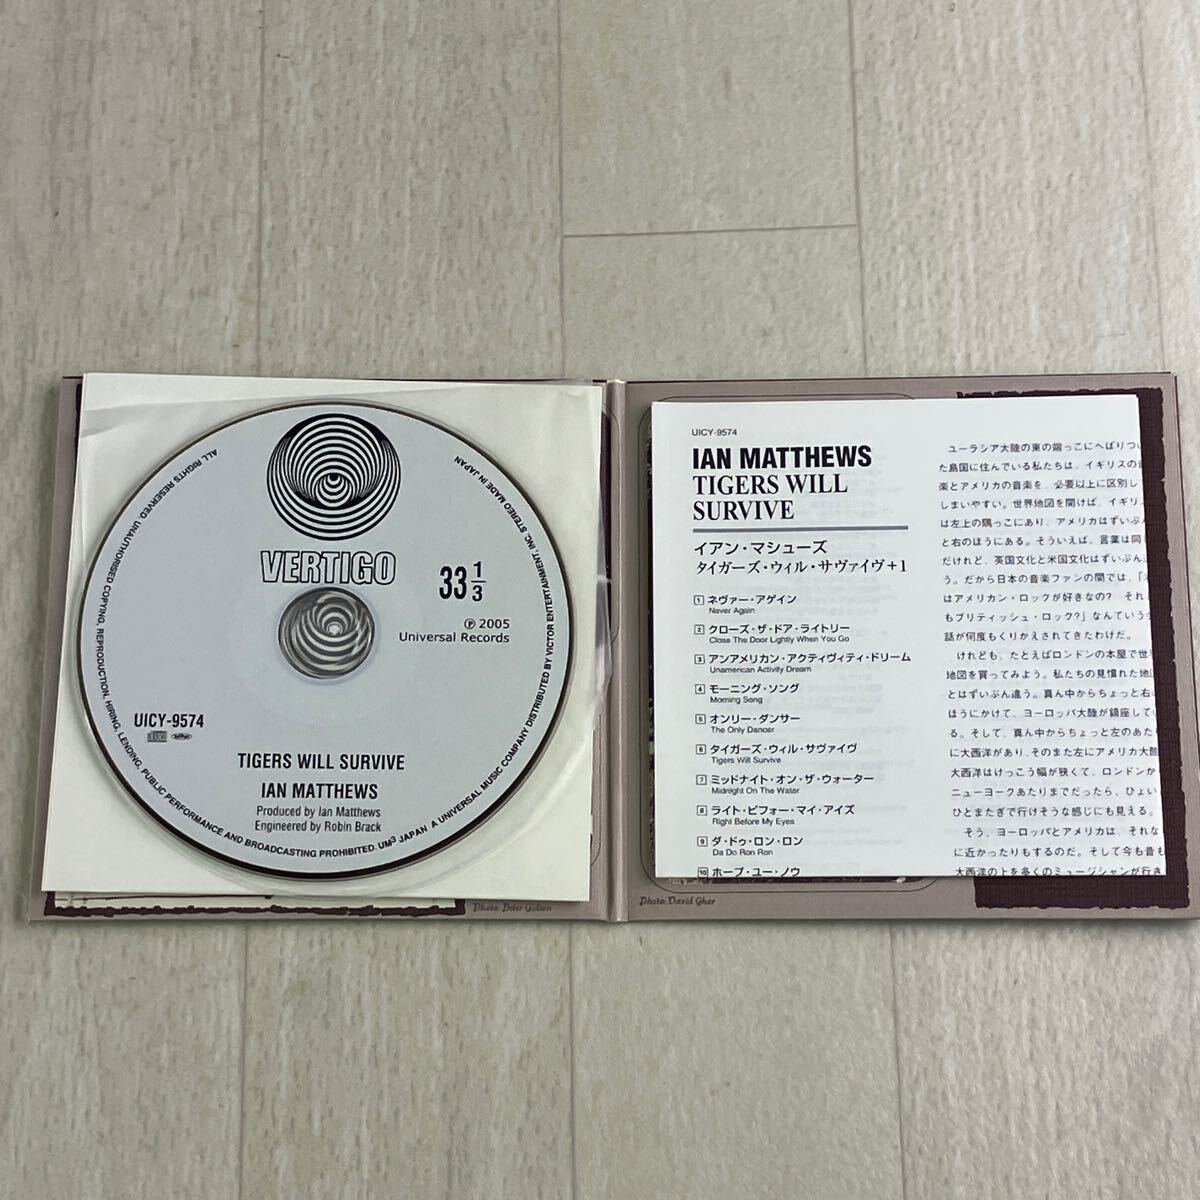 VERTIGO
33 1/3
℗ 2005
Universal Records
UICY-9574
TIGERS WILL SURVIVE
IAN MATTHEWS
Produced by Ian Matthews
Engineered by Robin Brack
ALL RIGHTS RESERVED. UNAUTHORISED COPYING, REPRODUCTION, HIRING, LENDING, PUBLIC PERFORMANCE AND BROADCASTING PROHIBITED. UM3 JAPAN A UNIVERSAL MUSIC COMPANY DISTRIBUTED BY VICTOR ENTERTAINMENT, INC. STEREO MADE IN JAPAN
UICY-9574
IAN MATTHEWS
TIGERS WILL
SURVIVE
イアン・マシューズ
タイガーズ・ウィル・サヴァイヴ+1
1 ネヴァー・アゲイン
Never Again
2 クローズ・ザ・ドア・ライトリー
Close The Door Lightly When You Go
3 アンアメリカン・アクティヴィティ・ドリーム
Unamerican Activity Dream
4 モーニング・ソング
Morning Song
5 オンリー・ダンサー
The Only Dancer
6 タイガーズ・ウィル・サヴァイヴ
Tigers Will Survive
7 ミッドナイト・オン・ザ・ウォーター
Midnight On The Water
8 ライト・ビフォー・マイ・アイズ
Right Before My Eyes
9 ダ・ドゥ・ロン・ロン
Da Do Ron Ron
10 ホープ・ユー・ノウ
ユーラシア大陸の東の端っこにへばりつい
た島国に住んでいる私たちは、イギリスの音
楽とアメリカの音楽を、必要以上に区別し
しまいやすい。世界地図を開けば、イギリ
は左上の隅っこにあり、アメリカはずいぶん
と右のほうにある。そういえば、言葉は同じ
だけれど、英国文化と米国文化はずいぶん
う。だから日本の音楽ファンの間では、「
はアメリカン・ロックが好きなの? それ
もブリティッシュ・ロック?」なんていう
話が何度もくりかえされてきたわけだ。
けれども、たとえばロンドンの本屋で世界
地図を買ってみよう。私たちの見慣れた地図
とはずいぶん違う。真ん中からちょっと右
ほうにかけて、ヨーロッパ大陸が鎮座して
る。そして、真ん中からちょっと左のあた
に大西洋があり、そのまた左にアメリカ大陸
大西洋はけっこう幅が狭くて、ロンドンか
ニューヨークあたりまでだったら、ひょい
ひとまたぎで行けそうな感じにも見える。
そう、ヨーロッパとアメリカは、それな
に近かったりもするのだ。そして今も昔も
大西洋の上を多くのミュージシャンが行き
Photo: Peter
Photo: David Gher